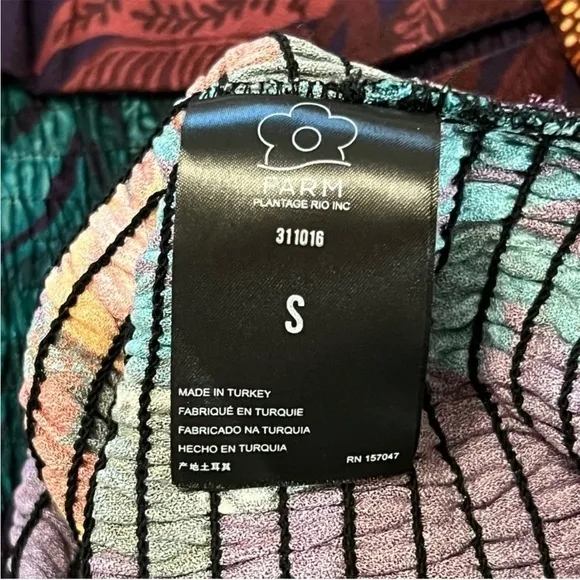 FARM
PLANTAGE RIO INC
311016
S
MADE IN TURKEY
FABRIQUÉ EN TURQUIE
FABRICADO NA TURQUIA
HECHO EN TURQUIA
产地土耳其
RN 157047